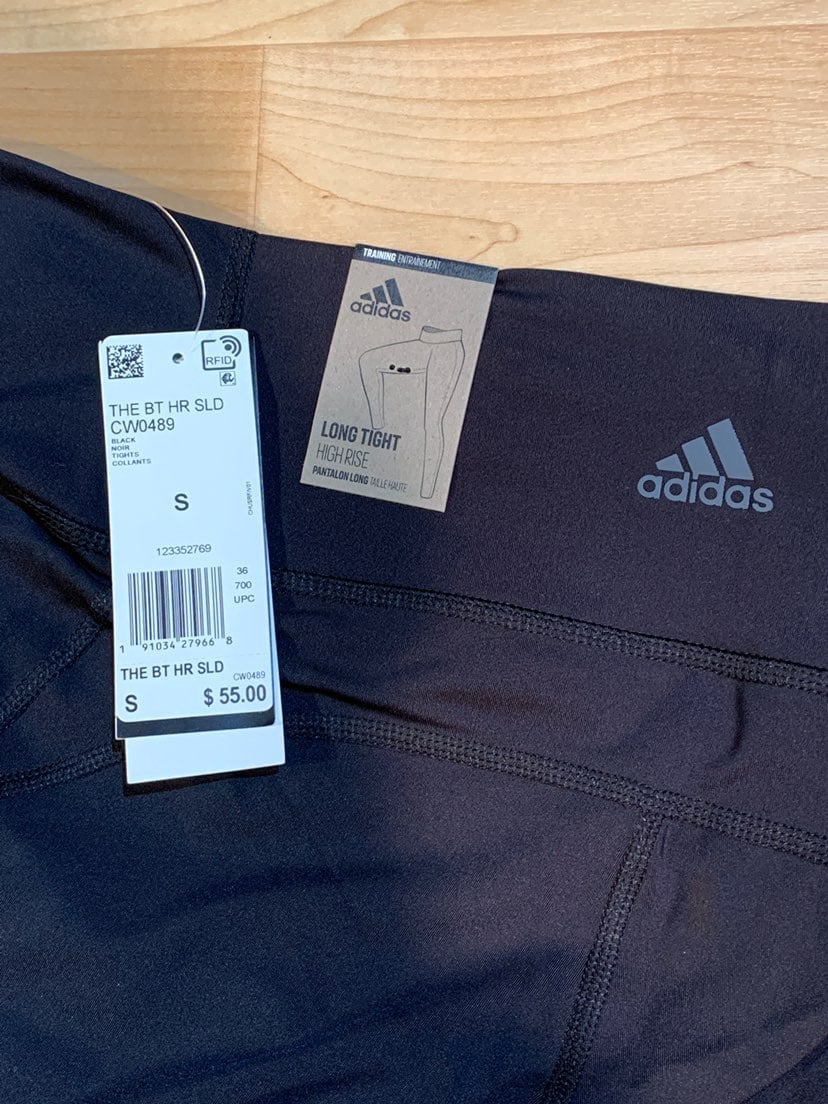 RFID
THE BT HR SLD
CW0489
BLACK
NOIR
TIGHTS
COLLANTS
S
123352769
36
700
UPC
1 91034 27966 8
THE BT HR SLD
CW0489
S $ 55.00
TRAINING ENTRAÎNEMENT
adidas
LONG TIGHT
HIGH RISE
PANTALON LONG TAILLE HAUTE
adidas